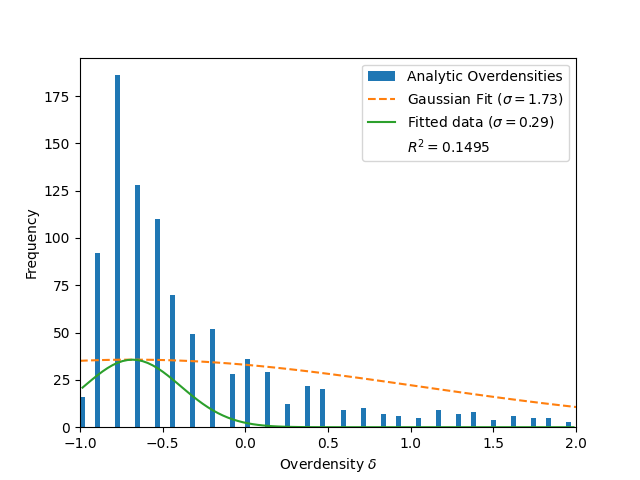 Analytic Overdensities
Gaussian Fit (σ = 1.73)
Fitted data (σ = 0.29)
R² = 0.1495
Frequency
175
150
125
100
75
50
25
0
−1.0 −0.5 0.0 0.5 1.0 1.5 2.0
Overdensity δ